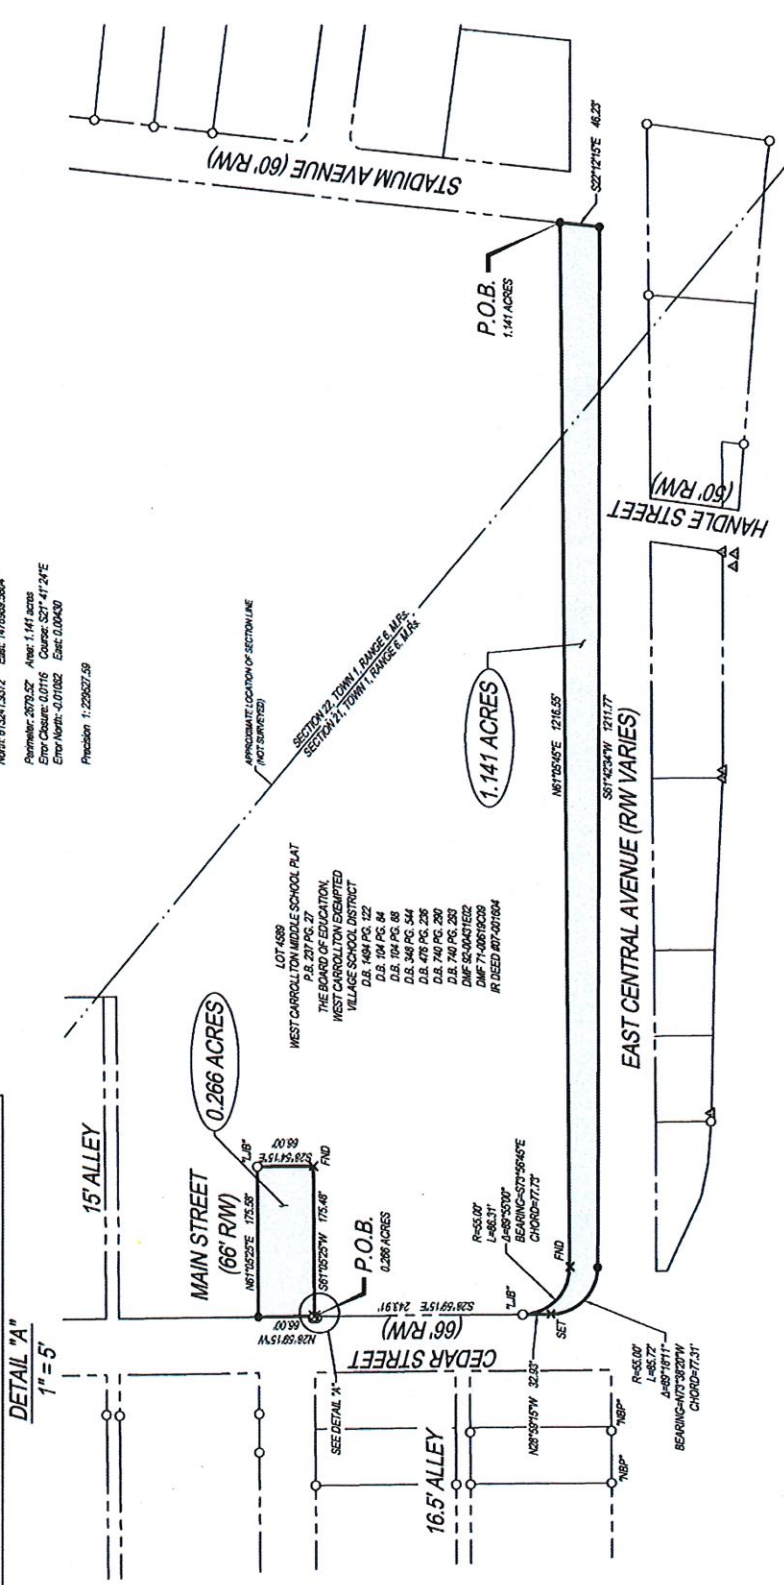 DETAIL "A"
1" = 5'
Perimeter: 2679.52' Area: 1.141 acres
Error Closure: 0.0116 Course: S21° 41' 24"E
Error North: -0.01082 East: 0.00430
Precision 1: 229527.59
15' ALLEY
MAIN STREET
(66' R/W)
0.266 ACRES
N61°05'25"E 175.58'
"LJB"
S28°54'15"E
66.00'
FND
S61°05'25"W 175.48'
N28°59'15"W
66.00'
P.O.B.
0.266 ACRES
SEE DETAIL "A"
CEDAR STREET
(66' R/W)
S28°59'15"E 243.91'
16.5' ALLEY
LOT 4589
WEST CARROLLTON MIDDLE SCHOOL PLAT
P.B. 237 PG. 27
THE BOARD OF EDUCATION,
WEST CARROLLTON EXEMPTED
VILLAGE SCHOOL DISTRICT
D.B. 1494 PG. 122
D.B. 104 PG. 84
D.B. 104 PG. 88
D.B. 348 PG. 544
D.B. 476 PG. 236
D.B. 740 PG. 290
D.B. 740 PG. 293
DMF 92-00431E02
DMF 71-00619C09
IR DEED #07-001604
APPROXIMATE LOCATION OF SECTION LINE
(NOT SURVEYED)
SECTION 22, TOWN 1, RANGE 6, M.Rs.
SECTION 21, TOWN 1, RANGE 6, M.Rs.
STADIUM AVENUE (60' R/W)
P.O.B.
1.141 ACRES
S22°12'15"E 46.23'
1.141 ACRES
N61°05'45"E 1216.55'
S61°42'34"W 1211.77'
R=55.00'
L=86.31'
Δ=89°55'00"
BEARING=S73°56'45"E
CHORD=77.73'
FND
"LJB"
SET
N28°59'15"W 32.93'
"NBP"
"NBP"
R=55.00'
L=85.72'
Δ=89°18'11"
BEARING=N73°38'20"W
CHORD=77.31'
EAST CENTRAL AVENUE (R/W VARIES)
HANDLE STREET
(50' R/W)